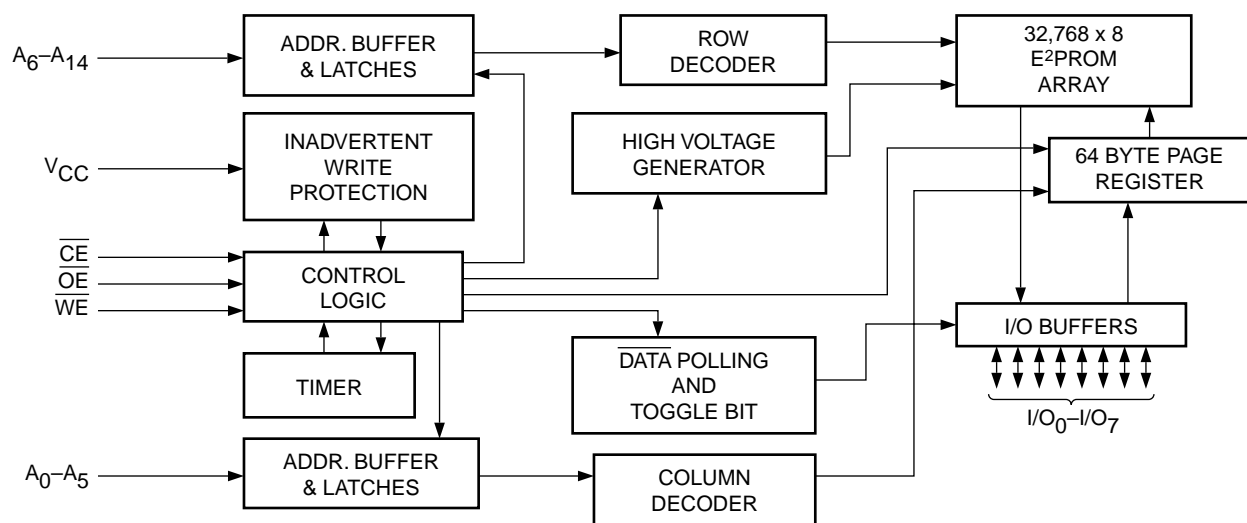 A6–A14
ADDR. BUFFER
& LATCHES
ROW
DECODER
32,768 x 8
E²PROM
ARRAY
VCC
INADVERTENT
WRITE
PROTECTION
HIGH VOLTAGE
GENERATOR
64 BYTE PAGE
REGISTER
CE
OE
WE
CONTROL
LOGIC
I/O BUFFERS
TIMER
DATA POLLING
AND
TOGGLE BIT
I/O0–I/O7
A0–A5
ADDR. BUFFER
& LATCHES
COLUMN
DECODER